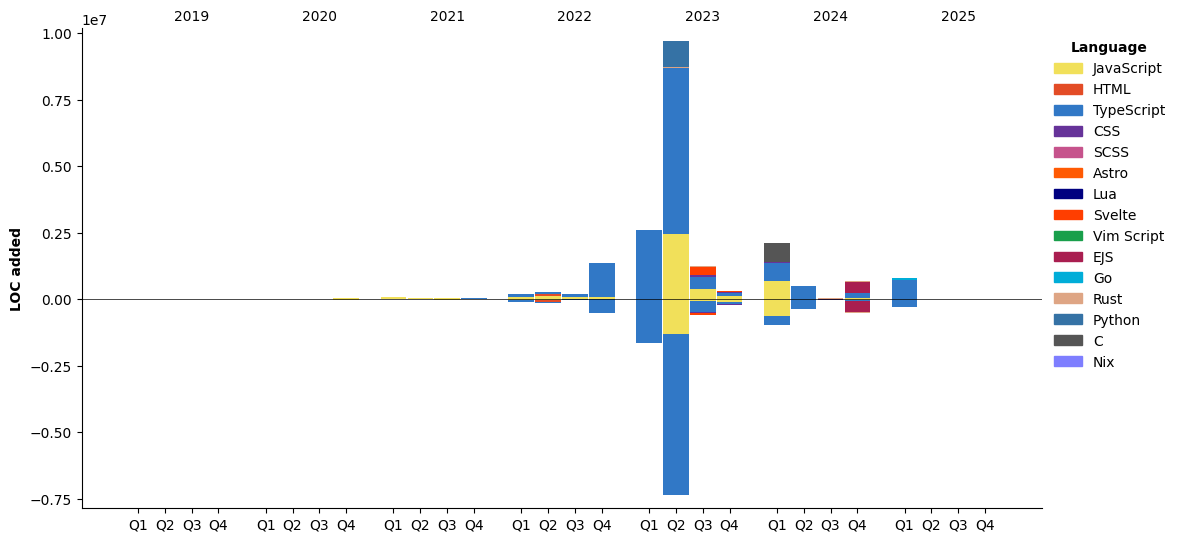 1e7
2019 2020 2021 2022 2023 2024 2025
1.00
0.75
0.50
0.25
0.00
−0.25
−0.50
−0.75
LOC added
Q1 Q2 Q3 Q4 Q1 Q2 Q3 Q4 Q1 Q2 Q3 Q4 Q1 Q2 Q3 Q4 Q1 Q2 Q3 Q4 Q1 Q2 Q3 Q4 Q1 Q2 Q3 Q4
Language
JavaScript
HTML
TypeScript
CSS
SCSS
Astro
Lua
Svelte
Vim Script
EJS
Go
Rust
Python
C
Nix